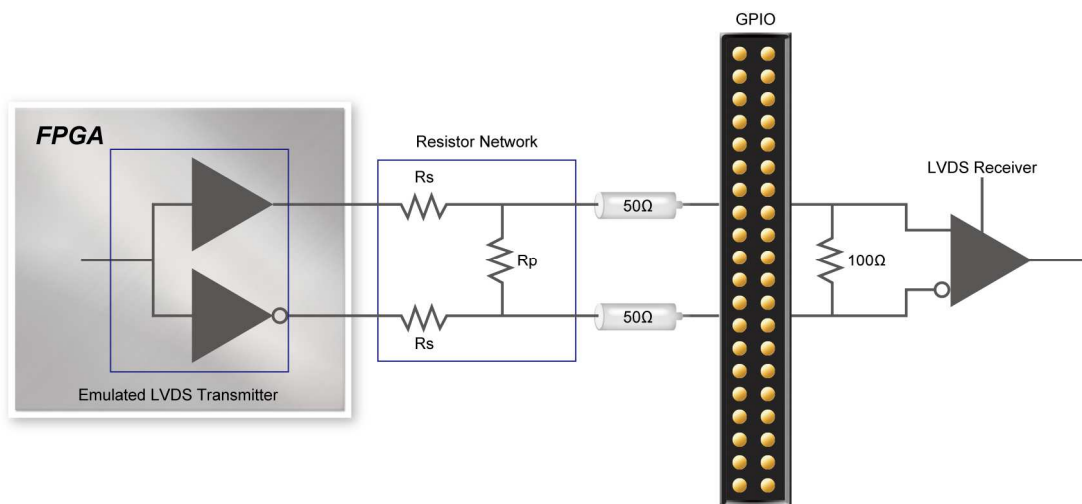 GPIO
FPGA
Resistor Network
LVDS Receiver
Rs
50Ω
Rp
100Ω
50Ω
Rs
Emulated LVDS Transmitter